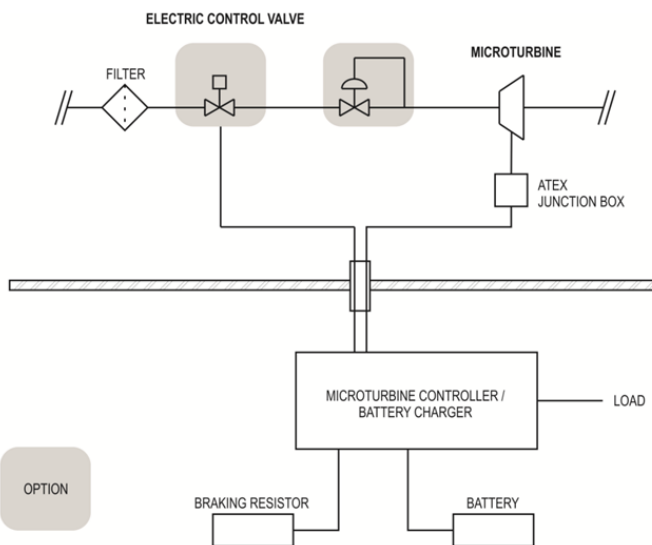 ELECTRIC CONTROL VALVE
MICROTURBINE
FILTER
ATEX
JUNCTION BOX
MICROTURBINE CONTROLLER /
BATTERY CHARGER
LOAD
OPTION
BRAKING RESISTOR
BATTERY